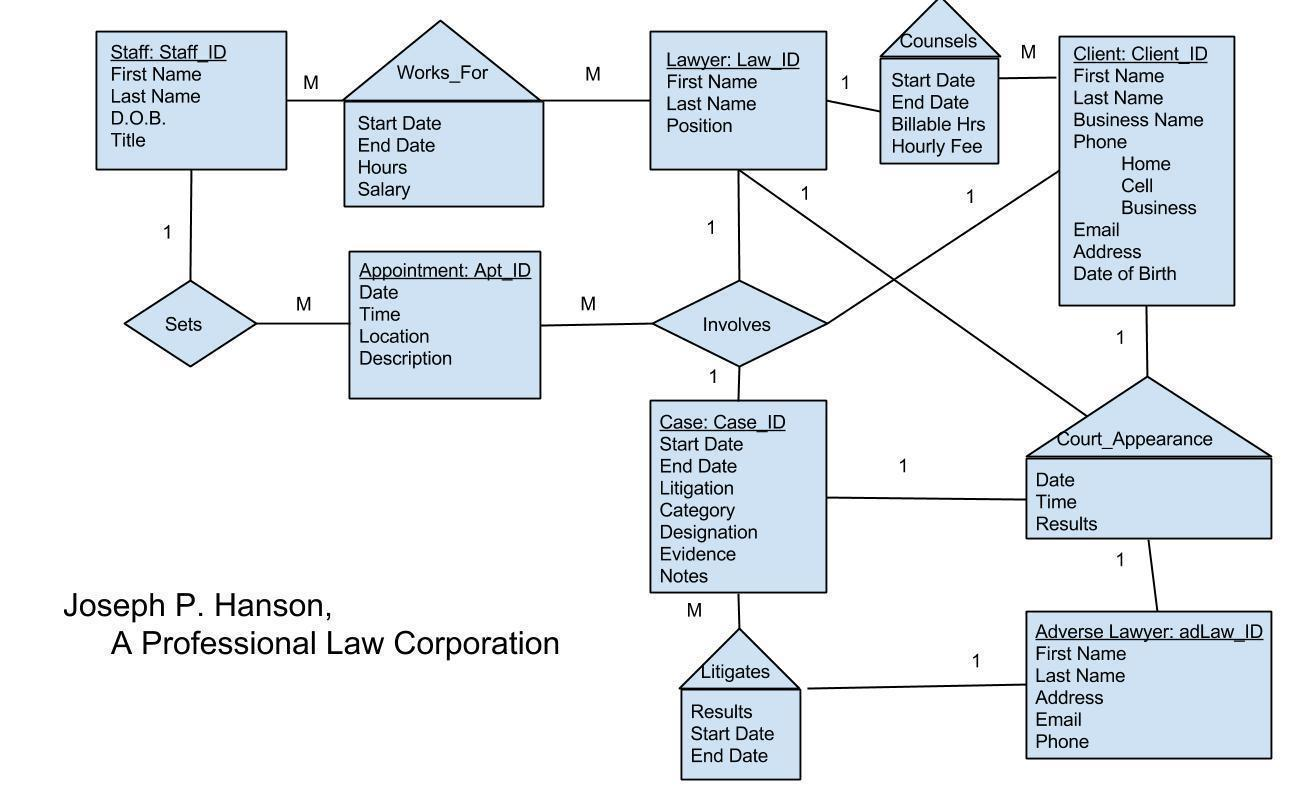 Staff: Staff_ID
First Name
Last Name
D.O.B.
Title
M
Works_For
Start Date
End Date
Hours
Salary
M
Lawyer: Law_ID
First Name
Last Name
Position
1
Counsels
Start Date
End Date
Billable Hrs
Hourly Fee
M
Client: Client_ID
First Name
Last Name
Business Name
Phone
Home
Cell
Business
Email
Address
Date of Birth
1
1
1
1
Sets
M
Appointment: Apt_ID
Date
Time
Location
Description
M
Involves
1
1
Case: Case_ID
Start Date
End Date
Litigation
Category
Designation
Evidence
Notes
1
Court_Appearance
Date
Time
Results
1
M
Litigates
Results
Start Date
End Date
1
Adverse Lawyer: adLaw_ID
First Name
Last Name
Address
Email
Phone
Joseph P. Hanson,
A Professional Law Corporation